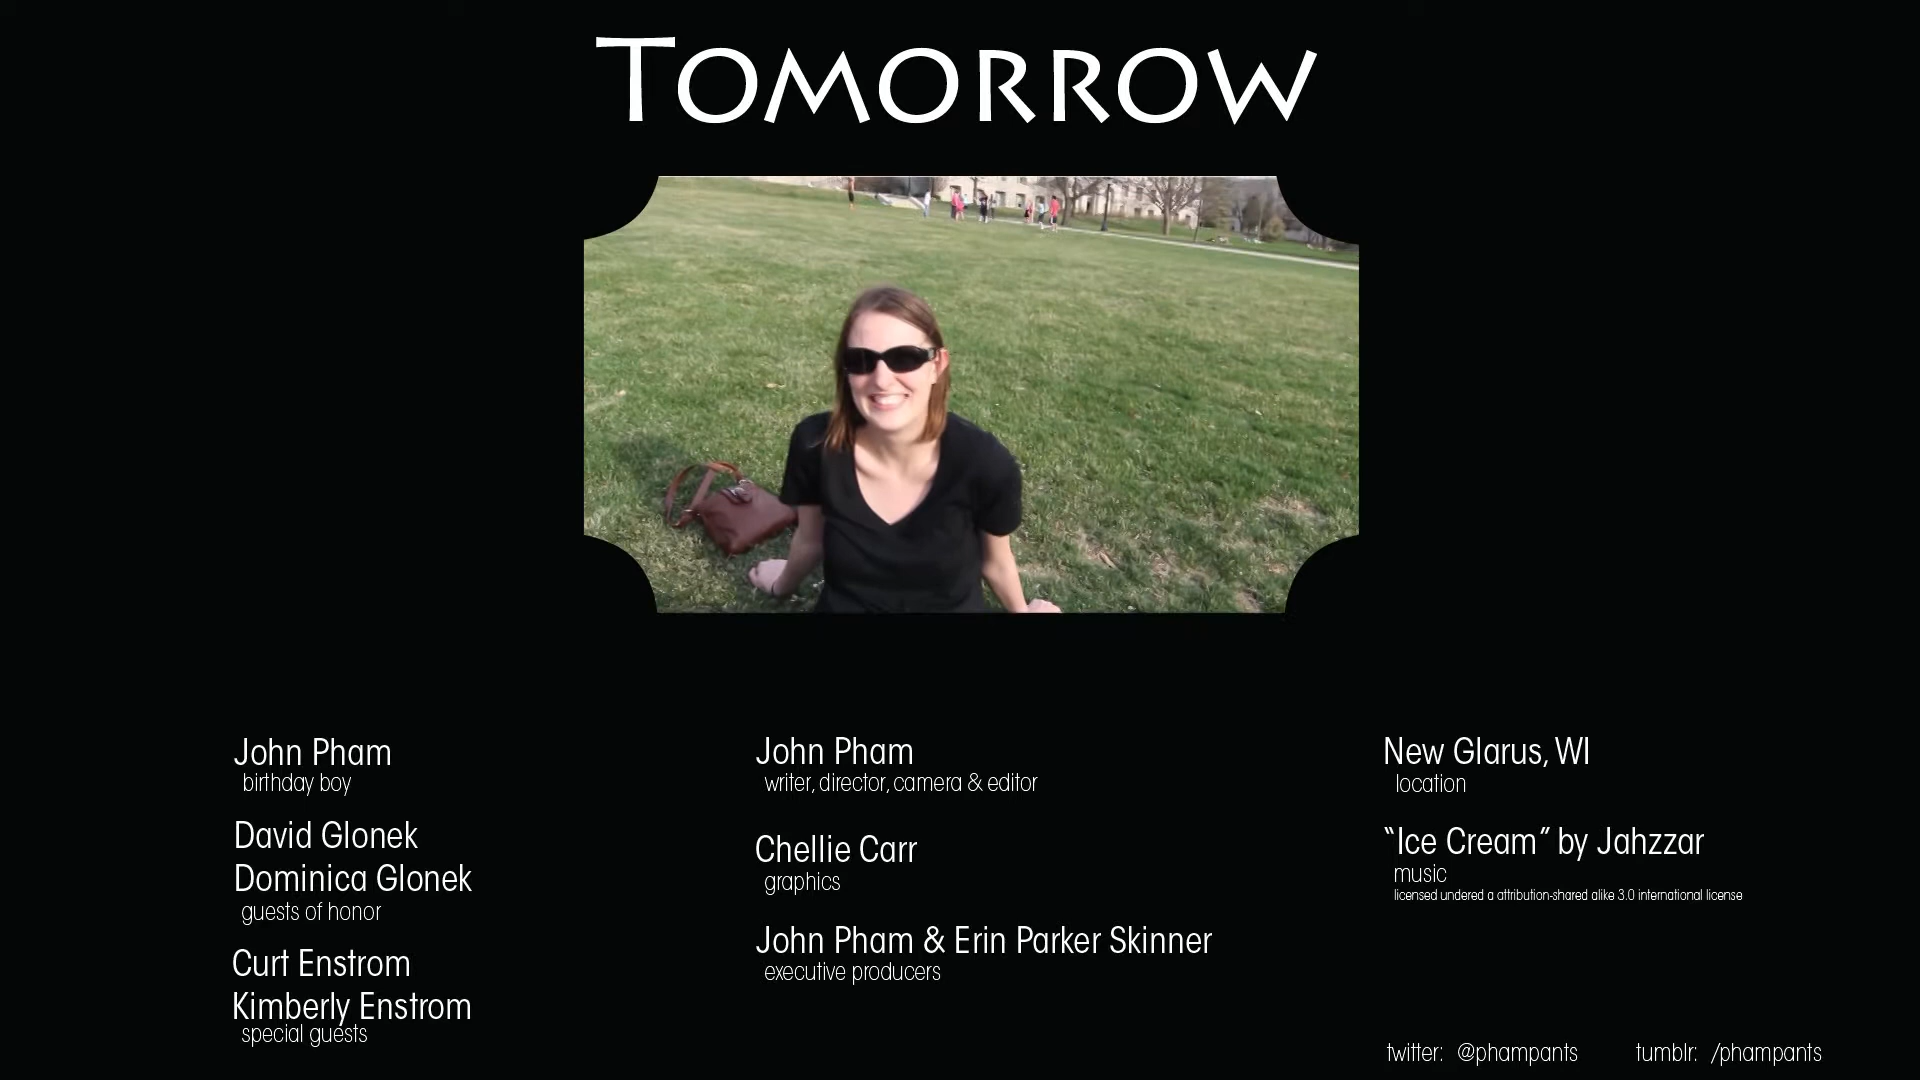 TOMORROW
John Pham
birthday boy
David Glonek
Dominica Glonek
guests of honor
Curt Enstrom
Kimberly Enstrom
special guests
John Pham
writer, director, camera & editor
Chellie Carr
graphics
John Pham & Erin Parker Skinner
executive producers
New Glarus, WI
location
“Ice Cream” by Jahzzar
music
licensed undered a attribution-shared alike 3.0 international license
twitter: @phampants tumblr: /phampants